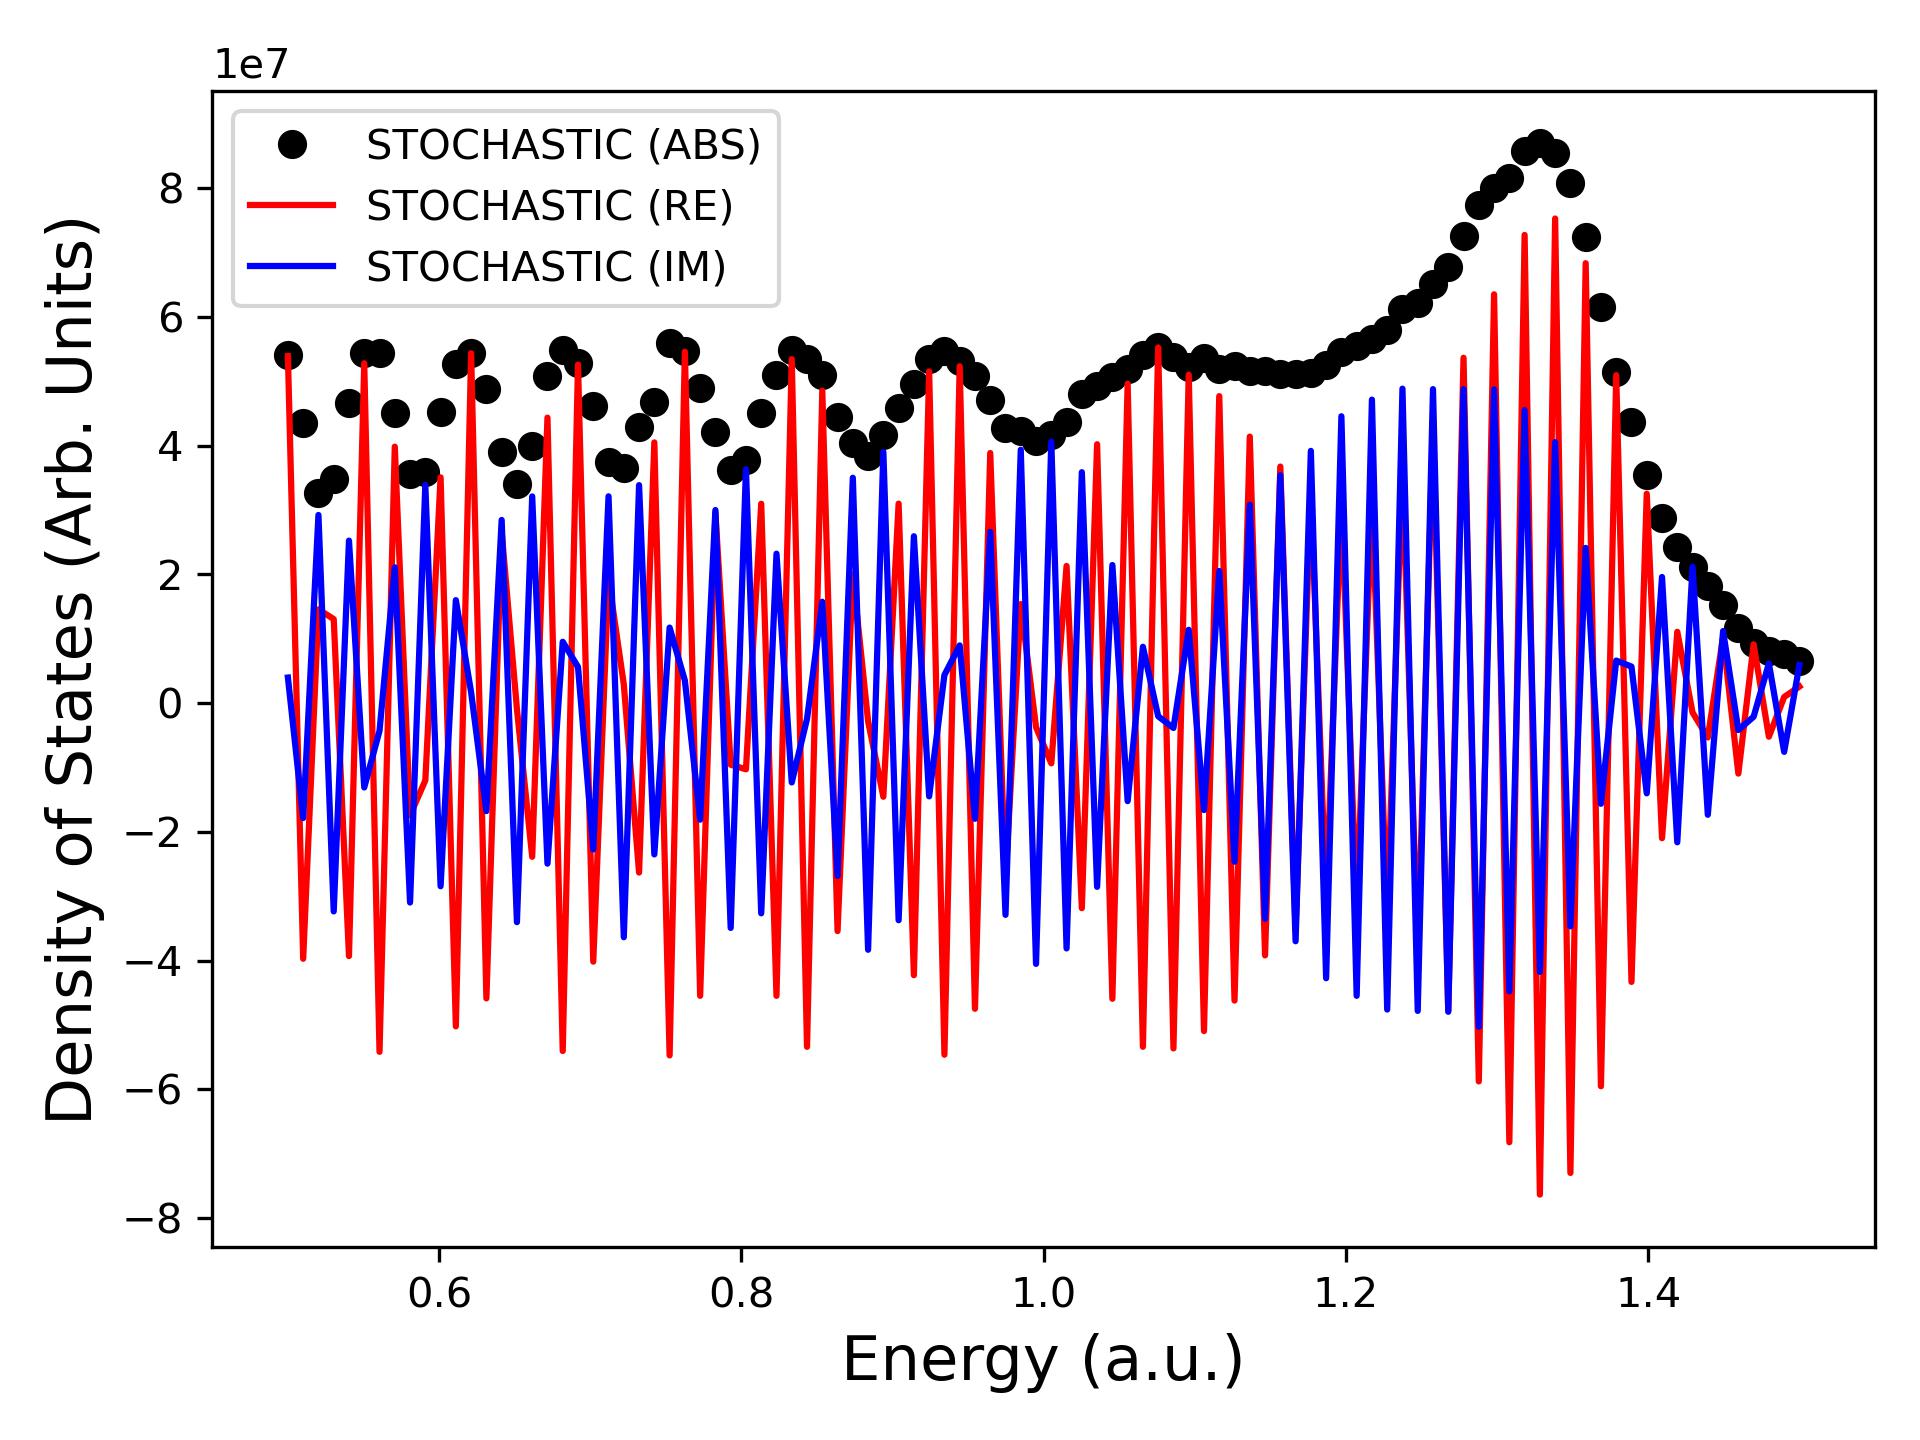 1e7
STOCHASTIC (ABS)
STOCHASTIC (RE)
STOCHASTIC (IM)
Density of States (Arb. Units)
8
6
4
2
0
−2
−4
−6
−8
0.6 0.8 1.0 1.2 1.4
Energy (a.u.)